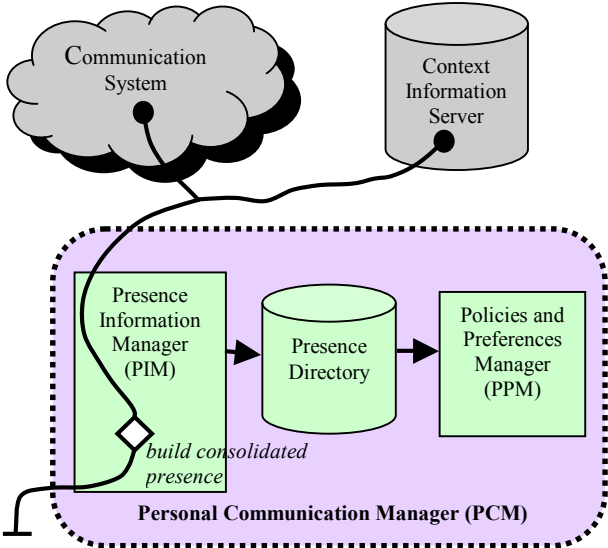 Communication
System
Context
Information
Server
Presence
Information
Manager
(PIM)
Presence
Directory
Policies and
Preferences
Manager
(PPM)
build consolidated
presence
Personal Communication Manager (PCM)